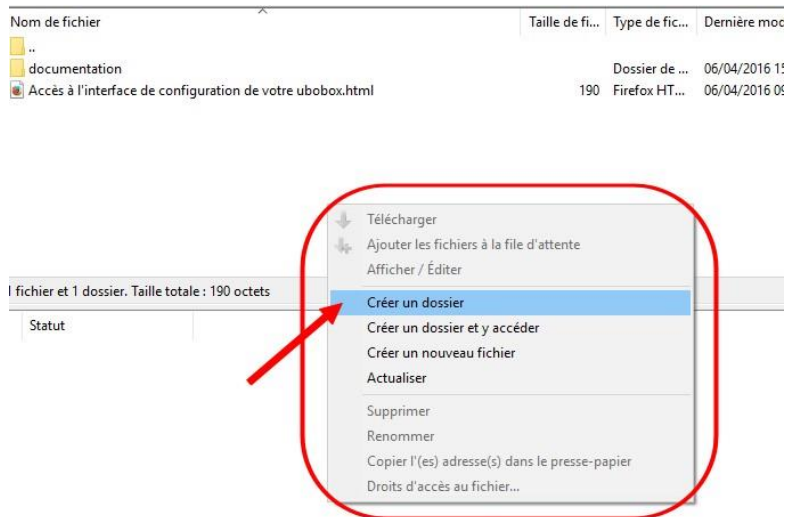 Nom de fichier Taille de fi... Type de fic... Dernière mod
..
documentation Dossier de ... 06/04/2016 15
Accès à l'interface de configuration de votre ubobox.html 190 Firefox HT... 06/04/2016 09
Télécharger
Ajouter les fichiers à la file d'attente
Afficher / Éditer
l fichier et 1 dossier. Taille totale : 190 octets
Créer un dossier
Statut
Créer un dossier et y accéder
Créer un nouveau fichier
Actualiser
Supprimer
Renommer
Copier l'(es) adresse(s) dans le presse-papier
Droits d'accès au fichier...